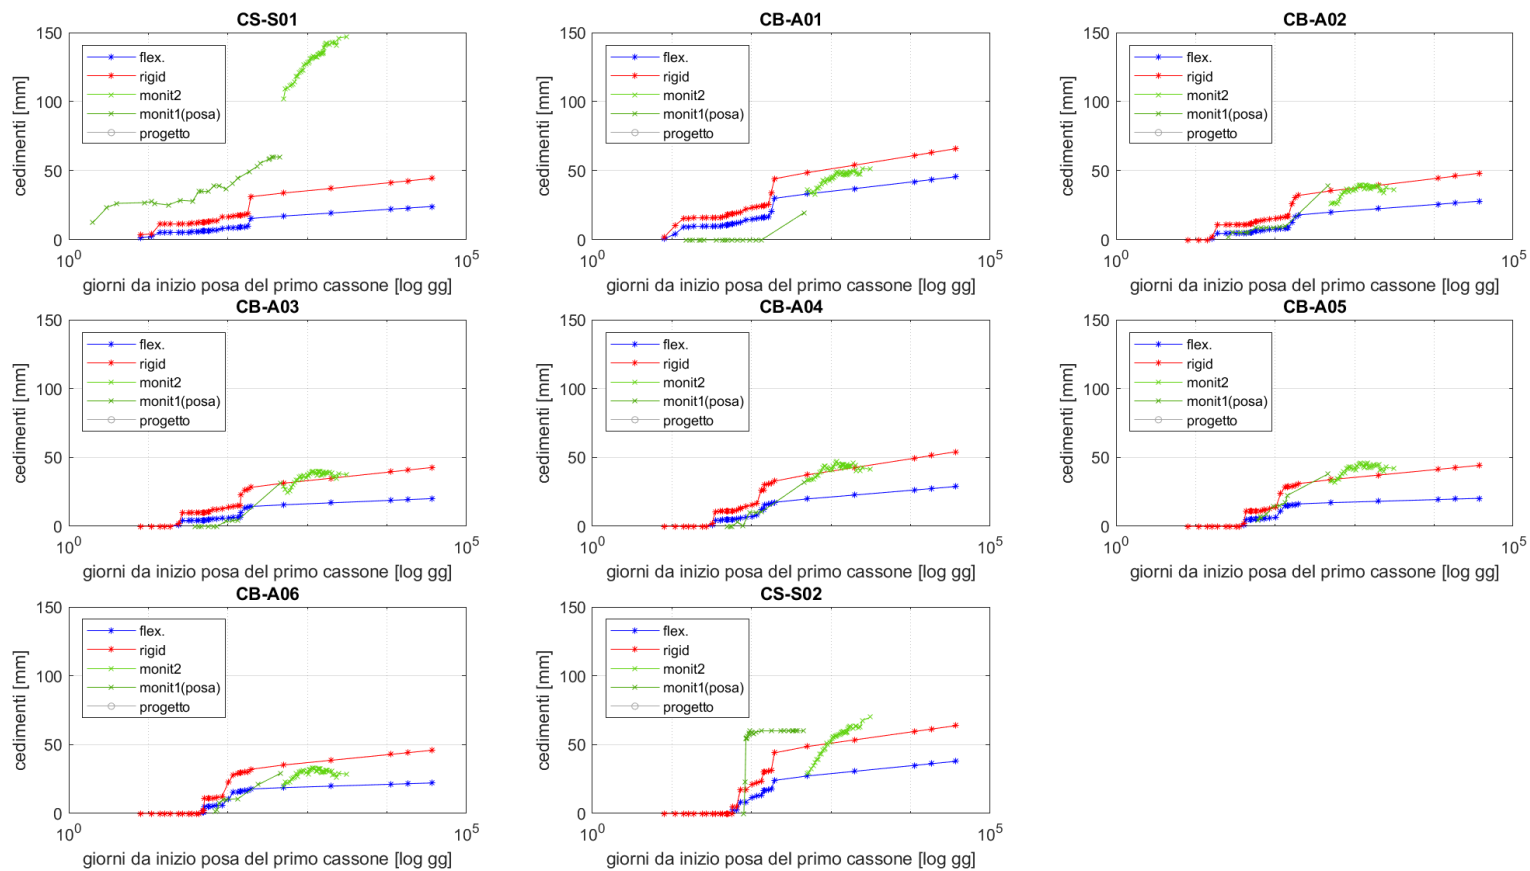 CS-S01
150
100
50
0
cedimenti [mm]
flex.
rigid
monit2
monit1(posa)
progetto
10^0
10^5
giorni da inizio posa del primo cassone [log gg]
CB-A01
150
100
50
0
cedimenti [mm]
flex.
rigid
monit2
monit1(posa)
progetto
10^0
10^5
giorni da inizio posa del primo cassone [log gg]
CB-A02
150
100
50
0
cedimenti [mm]
flex.
rigid
monit2
monit1(posa)
progetto
10^0
10^5
giorni da inizio posa del primo cassone [log gg]
CB-A03
150
100
50
0
cedimenti [mm]
flex.
rigid
monit2
monit1(posa)
progetto
10^0
10^5
giorni da inizio posa del primo cassone [log gg]
CB-A04
150
100
50
0
cedimenti [mm]
flex.
rigid
monit2
monit1(posa)
progetto
10^0
10^5
giorni da inizio posa del primo cassone [log gg]
CB-A05
150
100
50
0
cedimenti [mm]
flex.
rigid
monit2
monit1(posa)
progetto
10^0
10^5
giorni da inizio posa del primo cassone [log gg]
CB-A06
150
100
50
0
cedimenti [mm]
flex.
rigid
monit2
monit1(posa)
progetto
10^0
10^5
giorni da inizio posa del primo cassone [log gg]
CS-S02
150
100
50
0
cedimenti [mm]
flex.
rigid
monit2
monit1(posa)
progetto
10^0
10^5
giorni da inizio posa del primo cassone [log gg]